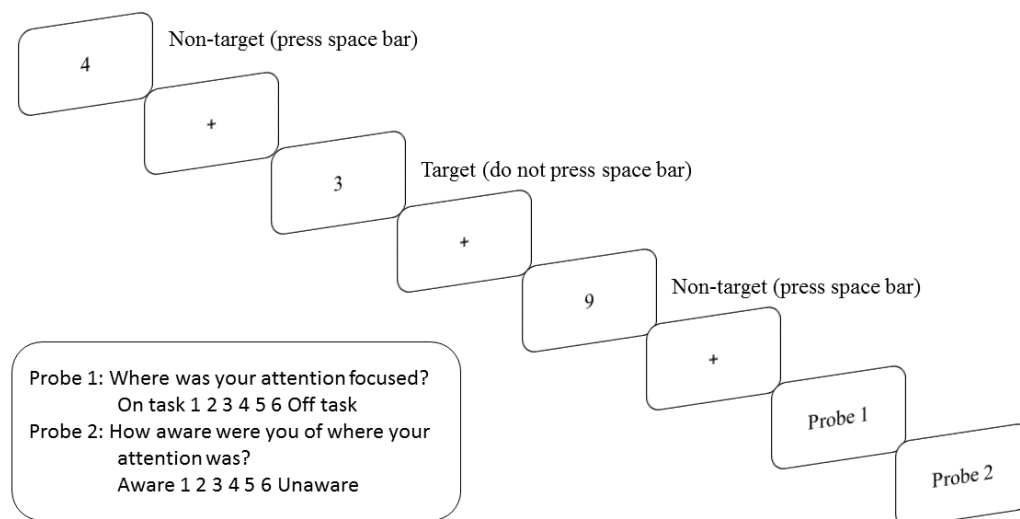 4
Non-target (press space bar)
+
3
Target (do not press space bar)
+
9
Non-target (press space bar)
+
Probe 1
Probe 2
Probe 1: Where was your attention focused?
On task 1 2 3 4 5 6 Off task
Probe 2: How aware were you of where your
attention was?
Aware 1 2 3 4 5 6 Unaware